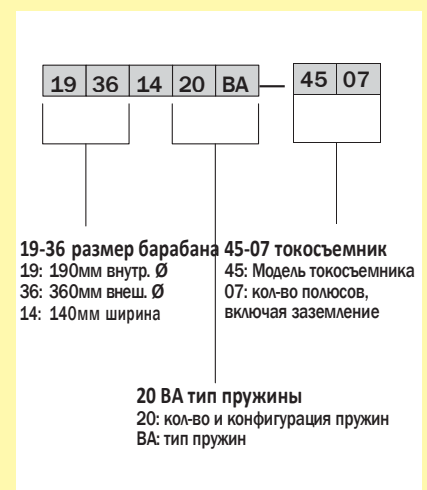 19 36 14 20 BA — 45 07
19-36 размер барабана
19: 190мм внутр. Ø
36: 360мм внеш. Ø
14: 140мм ширина
45-07 токосъемник
45: Модель токосъемника
07: кол-во полюсов,
включая заземление
20 BA тип пружины
20: кол-во и конфигурация пружин
BA: тип пружин